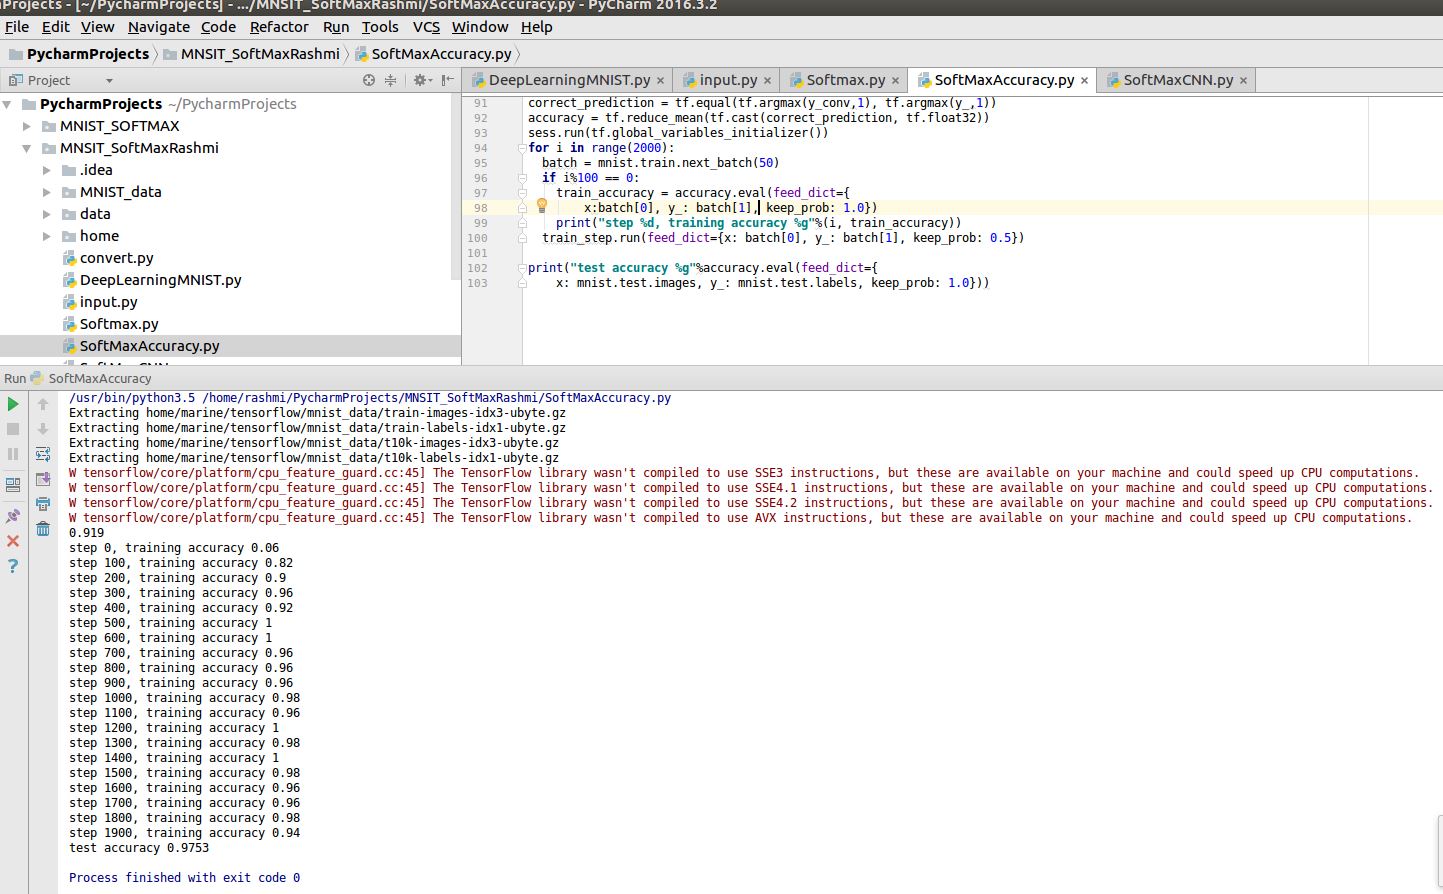 Projects - [~/PycharmProjects] - .../MNSIT_SoftMaxRashmi/SoftMaxAccuracy.py - PyCharm 2016.3.2
File Edit View Navigate Code Refactor Run Tools VCS Window Help
PycharmProjects MNSIT_SoftMaxRashmi SoftMaxAccuracy.py
Project
DeepLearningMNIST.py × input.py × Softmax.py × SoftMaxAccuracy.py × SoftMaxCNN.py ×
PycharmProjects ~/PycharmProjects
MNIST_SOFTMAX
MNSIT_SoftMaxRashmi
.idea
MNIST_data
data
home
convert.py
DeepLearningMNIST.py
input.py
Softmax.py
SoftMaxAccuracy.py
91 correct_prediction = tf.equal(tf.argmax(y_conv,1), tf.argmax(y_,1))
92 accuracy = tf.reduce_mean(tf.cast(correct_prediction, tf.float32))
93 sess.run(tf.global_variables_initializer())
94 for i in range(2000):
95 batch = mnist.train.next_batch(50)
96 if i%100 == 0:
97 train_accuracy = accuracy.eval(feed_dict={
98 x:batch[0], y_: batch[1], keep_prob: 1.0})
99 print("step %d, training accuracy %g"%(i, train_accuracy))
100 train_step.run(feed_dict={x: batch[0], y_: batch[1], keep_prob: 0.5})
101
102 print("test accuracy %g"%accuracy.eval(feed_dict={
103 x: mnist.test.images, y_: mnist.test.labels, keep_prob: 1.0}))
Run SoftMaxAccuracy
/usr/bin/python3.5 /home/rashmi/PycharmProjects/MNSIT_SoftMaxRashmi/SoftMaxAccuracy.py
Extracting home/marine/tensorflow/mnist_data/train-images-idx3-ubyte.gz
Extracting home/marine/tensorflow/mnist_data/train-labels-idx1-ubyte.gz
Extracting home/marine/tensorflow/mnist_data/t10k-images-idx3-ubyte.gz
Extracting home/marine/tensorflow/mnist_data/t10k-labels-idx1-ubyte.gz
W tensorflow/core/platform/cpu_feature_guard.cc:45] The TensorFlow library wasn't compiled to use SSE3 instructions, but these are available on your machine and could speed up CPU computations.
W tensorflow/core/platform/cpu_feature_guard.cc:45] The TensorFlow library wasn't compiled to use SSE4.1 instructions, but these are available on your machine and could speed up CPU computations.
W tensorflow/core/platform/cpu_feature_guard.cc:45] The TensorFlow library wasn't compiled to use SSE4.2 instructions, but these are available on your machine and could speed up CPU computations.
W tensorflow/core/platform/cpu_feature_guard.cc:45] The TensorFlow library wasn't compiled to use AVX instructions, but these are available on your machine and could speed up CPU computations.
0.919
step 0, training accuracy 0.06
step 100, training accuracy 0.82
step 200, training accuracy 0.9
step 300, training accuracy 0.96
step 400, training accuracy 0.92
step 500, training accuracy 1
step 600, training accuracy 1
step 700, training accuracy 0.96
step 800, training accuracy 0.96
step 900, training accuracy 0.96
step 1000, training accuracy 0.98
step 1100, training accuracy 0.96
step 1200, training accuracy 1
step 1300, training accuracy 0.98
step 1400, training accuracy 1
step 1500, training accuracy 0.98
step 1600, training accuracy 0.96
step 1700, training accuracy 0.96
step 1800, training accuracy 0.98
step 1900, training accuracy 0.94
test accuracy 0.9753
Process finished with exit code 0